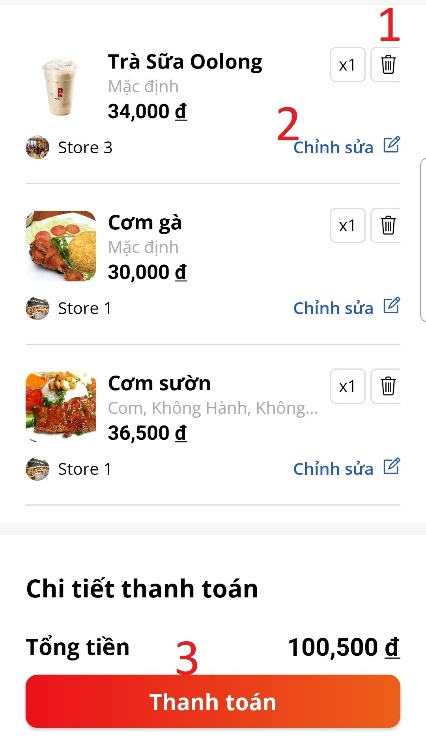 1
Trà Sữa Oolong
x1
Mặc định
34,000 đ
2
Store 3
Chỉnh sửa
Cơm gà
x1
Mặc định
30,000 đ
Store 1
Chỉnh sửa
Cơm sườn
x1
Com, Không Hành, Không...
36,500 đ
Store 1
Chỉnh sửa
Chi tiết thanh toán
Tổng tiền 100,500 đ
3
Thanh toán